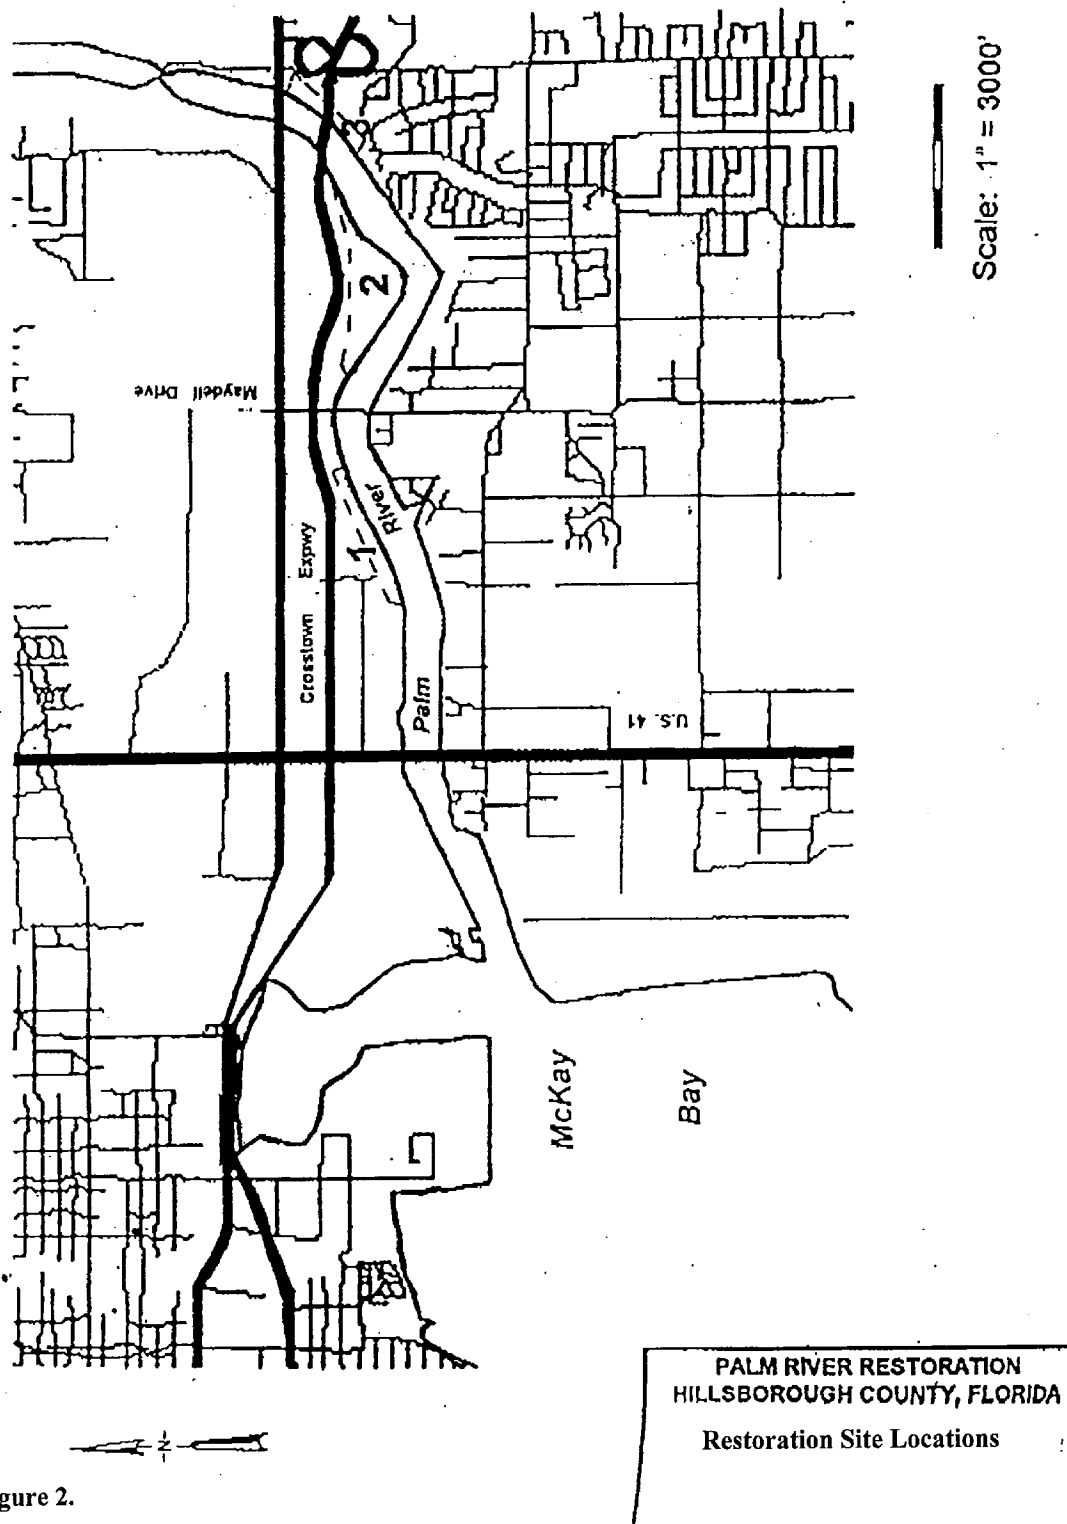 Scale: 1" = 3000'
2
Maydell Drive
1
River
Crosstown Expwy
Palm
U.S. 41
McKay
Bay
N
PALM RIVER RESTORATION
HILLSBOROUGH COUNTY, FLORIDA
Restoration Site Locations
gure 2.